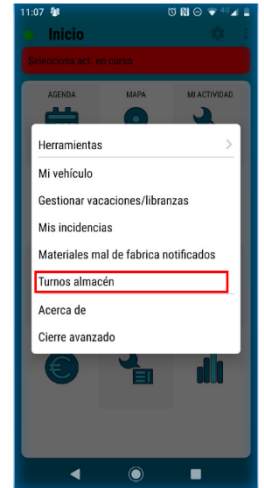 11:07
Inicio
Selecciona act. en curso
AGENDA MAPA MI ACTIVIDAD
Herramientas
Mi vehículo
Gestionar vacaciones/libranzas
Mis incidencias
Materiales mal de fabrica notificados
Turnos almacén
Acerca de
Cierre avanzado